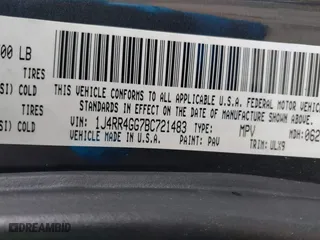 00 LB
TIRES
SI) COLD
TIRES
SI) COLD
THIS VEHICLE CONFORMS TO ALL APPLICABLE U.S.A. FEDERAL MOTOR VEHICLE
STANDARDS IN EFFECT ON THE DATE OF MANUFACTURE
VIN: 1J4RR4GG7BC721483 TYPE: MPV MDH: 062
VEHICLE MADE IN U.S.A. PAINT: PAV TRIM: ULX9
DREAMBID